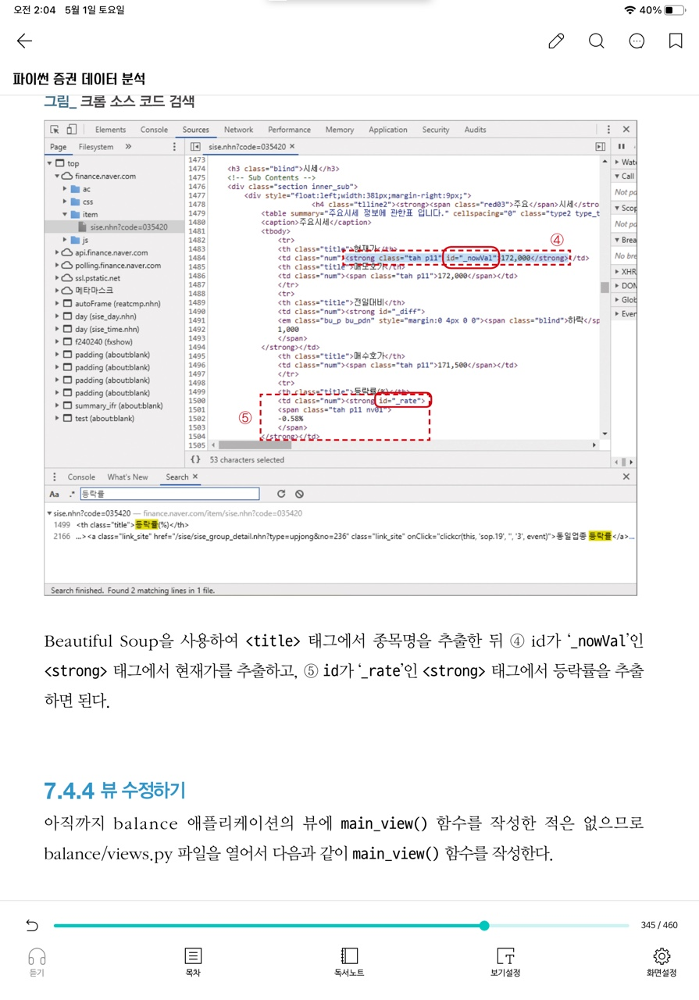 오전 2:04 5월 1일 토요일
40%
파이썬 증권 데이터 분석
그림_ 크롬 소스 코드 검색
Elements Console Sources Network Performance Memory Application Security Audits
Page Filesystem
sise.nhn?code=035420
top
finance.naver.com
ac
css
item
sise.nhn?code=035420
js
api.finance.naver.com
polling.finance.naver.com
ssl.pstatic.net
메타마스크
autoFrame (reatcmp.nhn)
day (sise_day.nhn)
day (sise_time.nhn)
f240240 (fxshow)
padding (about:blank)
padding (about:blank)
padding (about:blank)
padding (about:blank)
summary_ifr (about:blank)
test (about:blank)
1473
1474 <h3 class="blind">시세</h3>
1475 <!-- Sub Contents -->
1476 <div class="section inner_sub">
1477 <div style="float:left;width:381px;margin-right:9px;">
1478 <h4 class="tlline2"><strong><span class="red03">주요</span>시세</stro
1479 <table summary="주요시세 정보에 관한표 입니다." cellspacing="0" class="type2 type_t
1480 <caption>주요시세</caption>
1481 <tbody>
1482 <tr>
1483 <th class="title">현재가</th>
1484 <td class="num"><strong class="tah p11" id="_nowVal">172,000</strong></td>
④
1485 <th class="title">매도호가</th>
1486 <td class="num"><span class="tah p11">172,000</span></td>
1487 </tr>
1488 <tr>
1489 <th class="title">전일대비</th>
1490 <td class="num"><strong id="_diff">
1491 <em class="bu_p bu_pdn" style="margin:0 4px 0 0"><span class="blind">하락</sp
1492 1,000
1493 </span>
1494 </strong></td>
1495 <th class="title">매수호가</th>
1496 <td class="num"><span class="tah p11">171,500</span></td>
1497 </tr>
1498 <tr>
1499 <th class="title">등락률(%)</th>
1500 <td class="num"><strong id="_rate">
1501 <span class="tah p11 nv01">
⑤
1502 -0.58%
1503 </span>
1504 </strong></td>
1505
Call
Not pa
Scop
Not pa
Brea
No bre
XHR
DOM
Glob
Even
{} 53 characters selected
Console What's New Search
Aa .* 등락률
sise.nhn?code=035420 — finance.naver.com/item/sise.nhn?code=035420
1499 <th class="title">등락률(%)</th>
2166 ...><a class="link_site" href="/sise/sise_group_detail.nhn?type=upjong&no=236" class="link_site" onClick="clickcr(this, 'sop.19', '', '3', event)">동일업종 등락률</a>...
Search finished. Found 2 matching lines in 1 file.
Beautiful Soup을 사용하여 <title> 태그에서 종목명을 추출한 뒤 ④ id가 ‘_nowVal’인
<strong> 태그에서 현재가를 추출하고, ⑤ id가 ‘_rate’인 <strong> 태그에서 등락률을 추출
하면 된다.
7.4.4 뷰 수정하기
아직까지 balance 애플리케이션의 뷰에 main_view() 함수를 작성한 적은 없으므로
balance/views.py 파일을 열어서 다음과 같이 main_view() 함수를 작성한다.
345 / 460
듣기 목차 독서노트 보기설정 화면설정